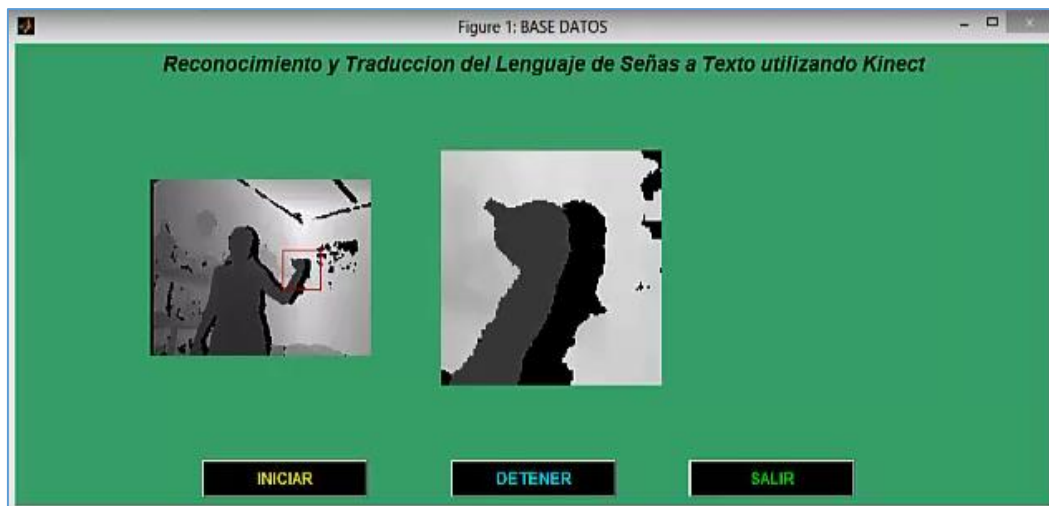 Figure 1: BASE DATOS
Reconocimiento y Traduccion del Lenguaje de Señas a Texto utilizando Kinect
INICIAR
DETENER
SALIR